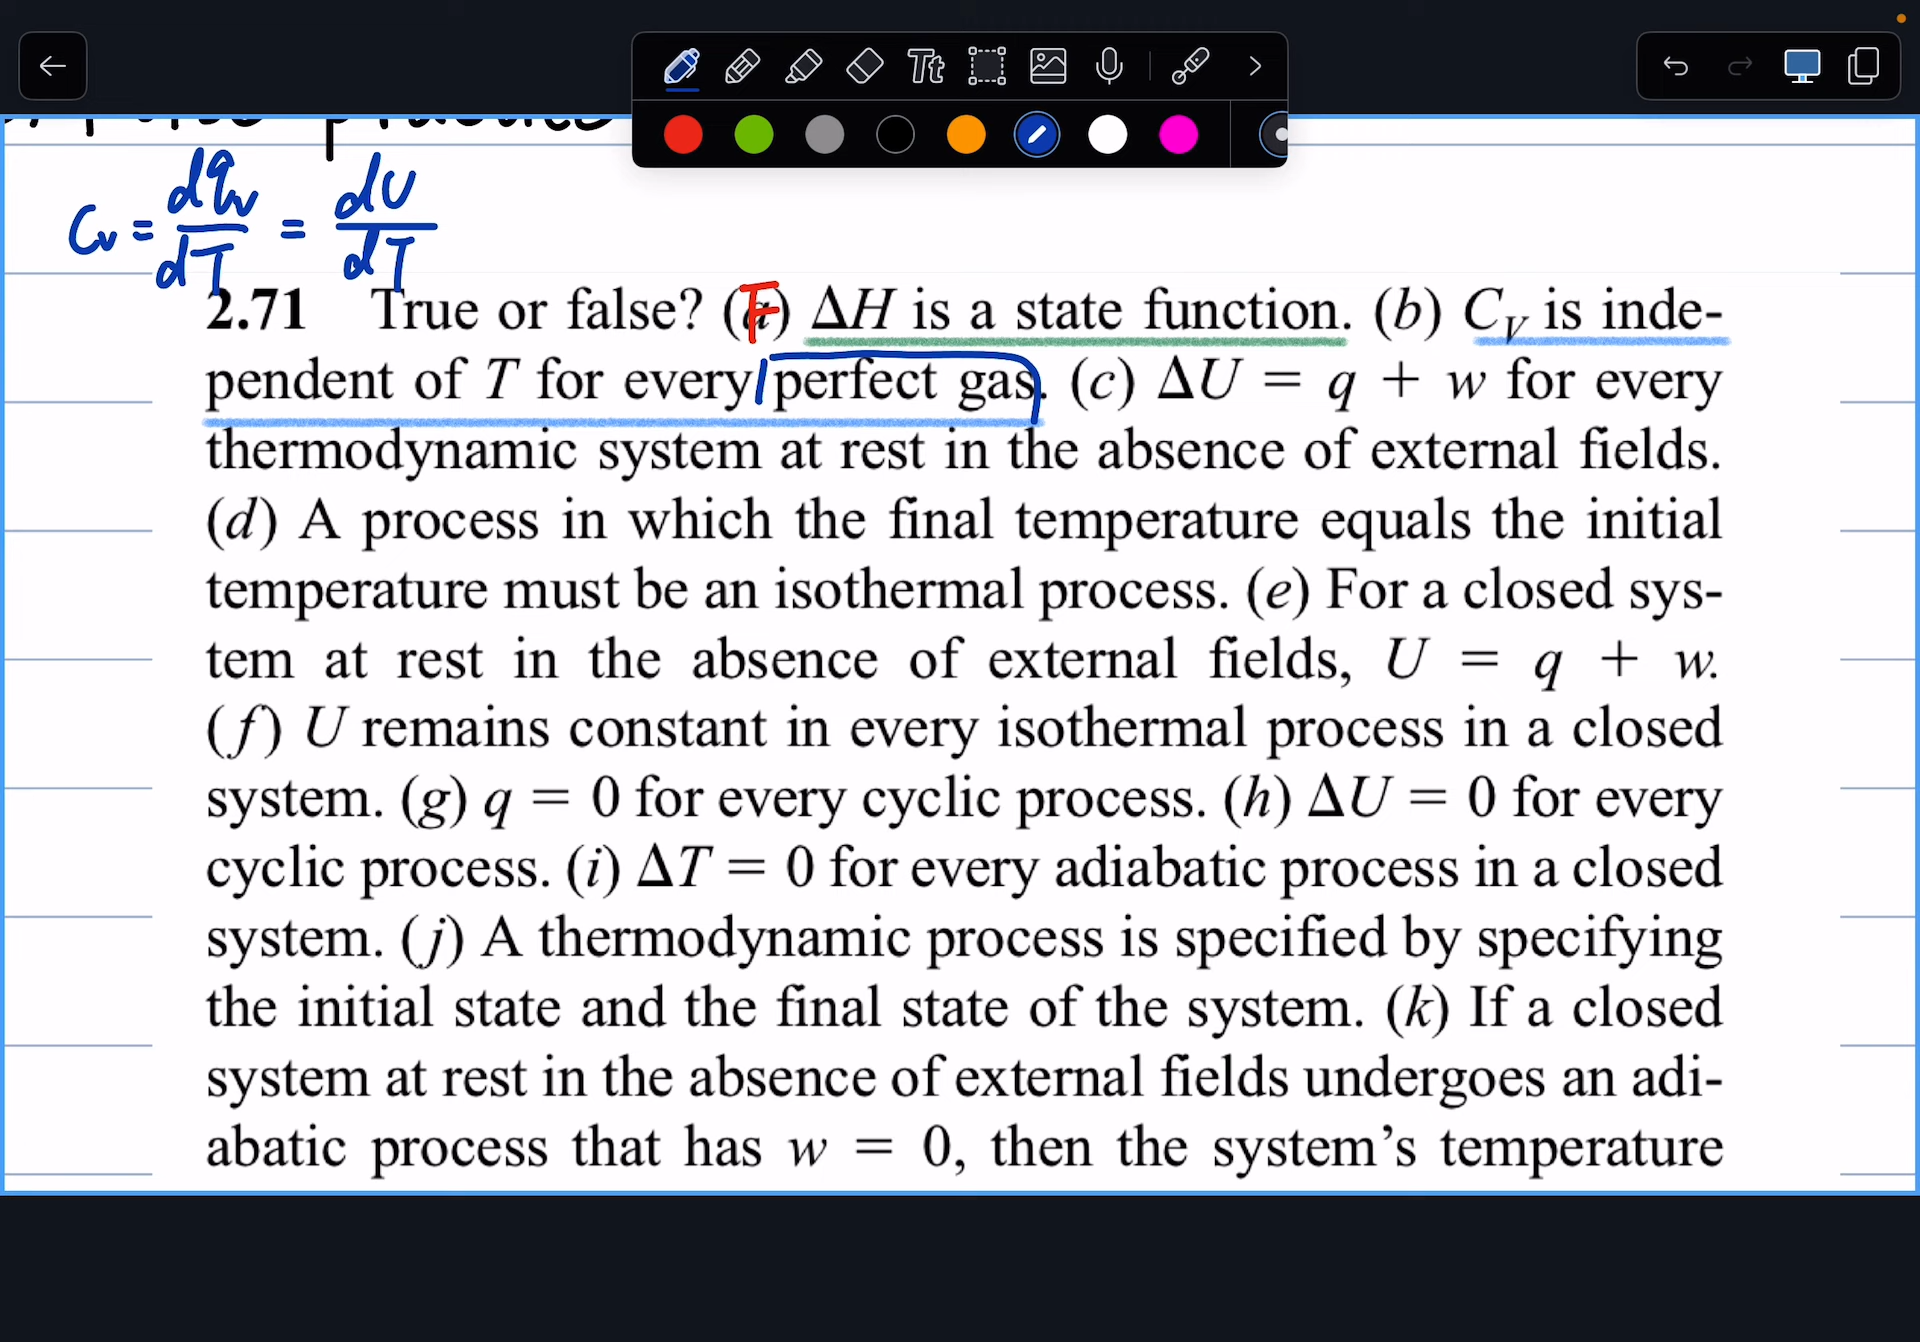 Tt
Cv = dqv/dT = dU/dT
2.71 True or false? (F) ΔH is a state function. (b) C_V is inde-
pendent of T for every perfect gas. (c) ΔU = q + w for every
thermodynamic system at rest in the absence of external fields.
(d) A process in which the final temperature equals the initial
temperature must be an isothermal process. (e) For a closed sys-
tem at rest in the absence of external fields, U = q + w.
(f) U remains constant in every isothermal process in a closed
system. (g) q = 0 for every cyclic process. (h) ΔU = 0 for every
cyclic process. (i) ΔT = 0 for every adiabatic process in a closed
system. (j) A thermodynamic process is specified by specifying
the initial state and the final state of the system. (k) If a closed
system at rest in the absence of external fields undergoes an adi-
abatic process that has w = 0, then the system’s temperature